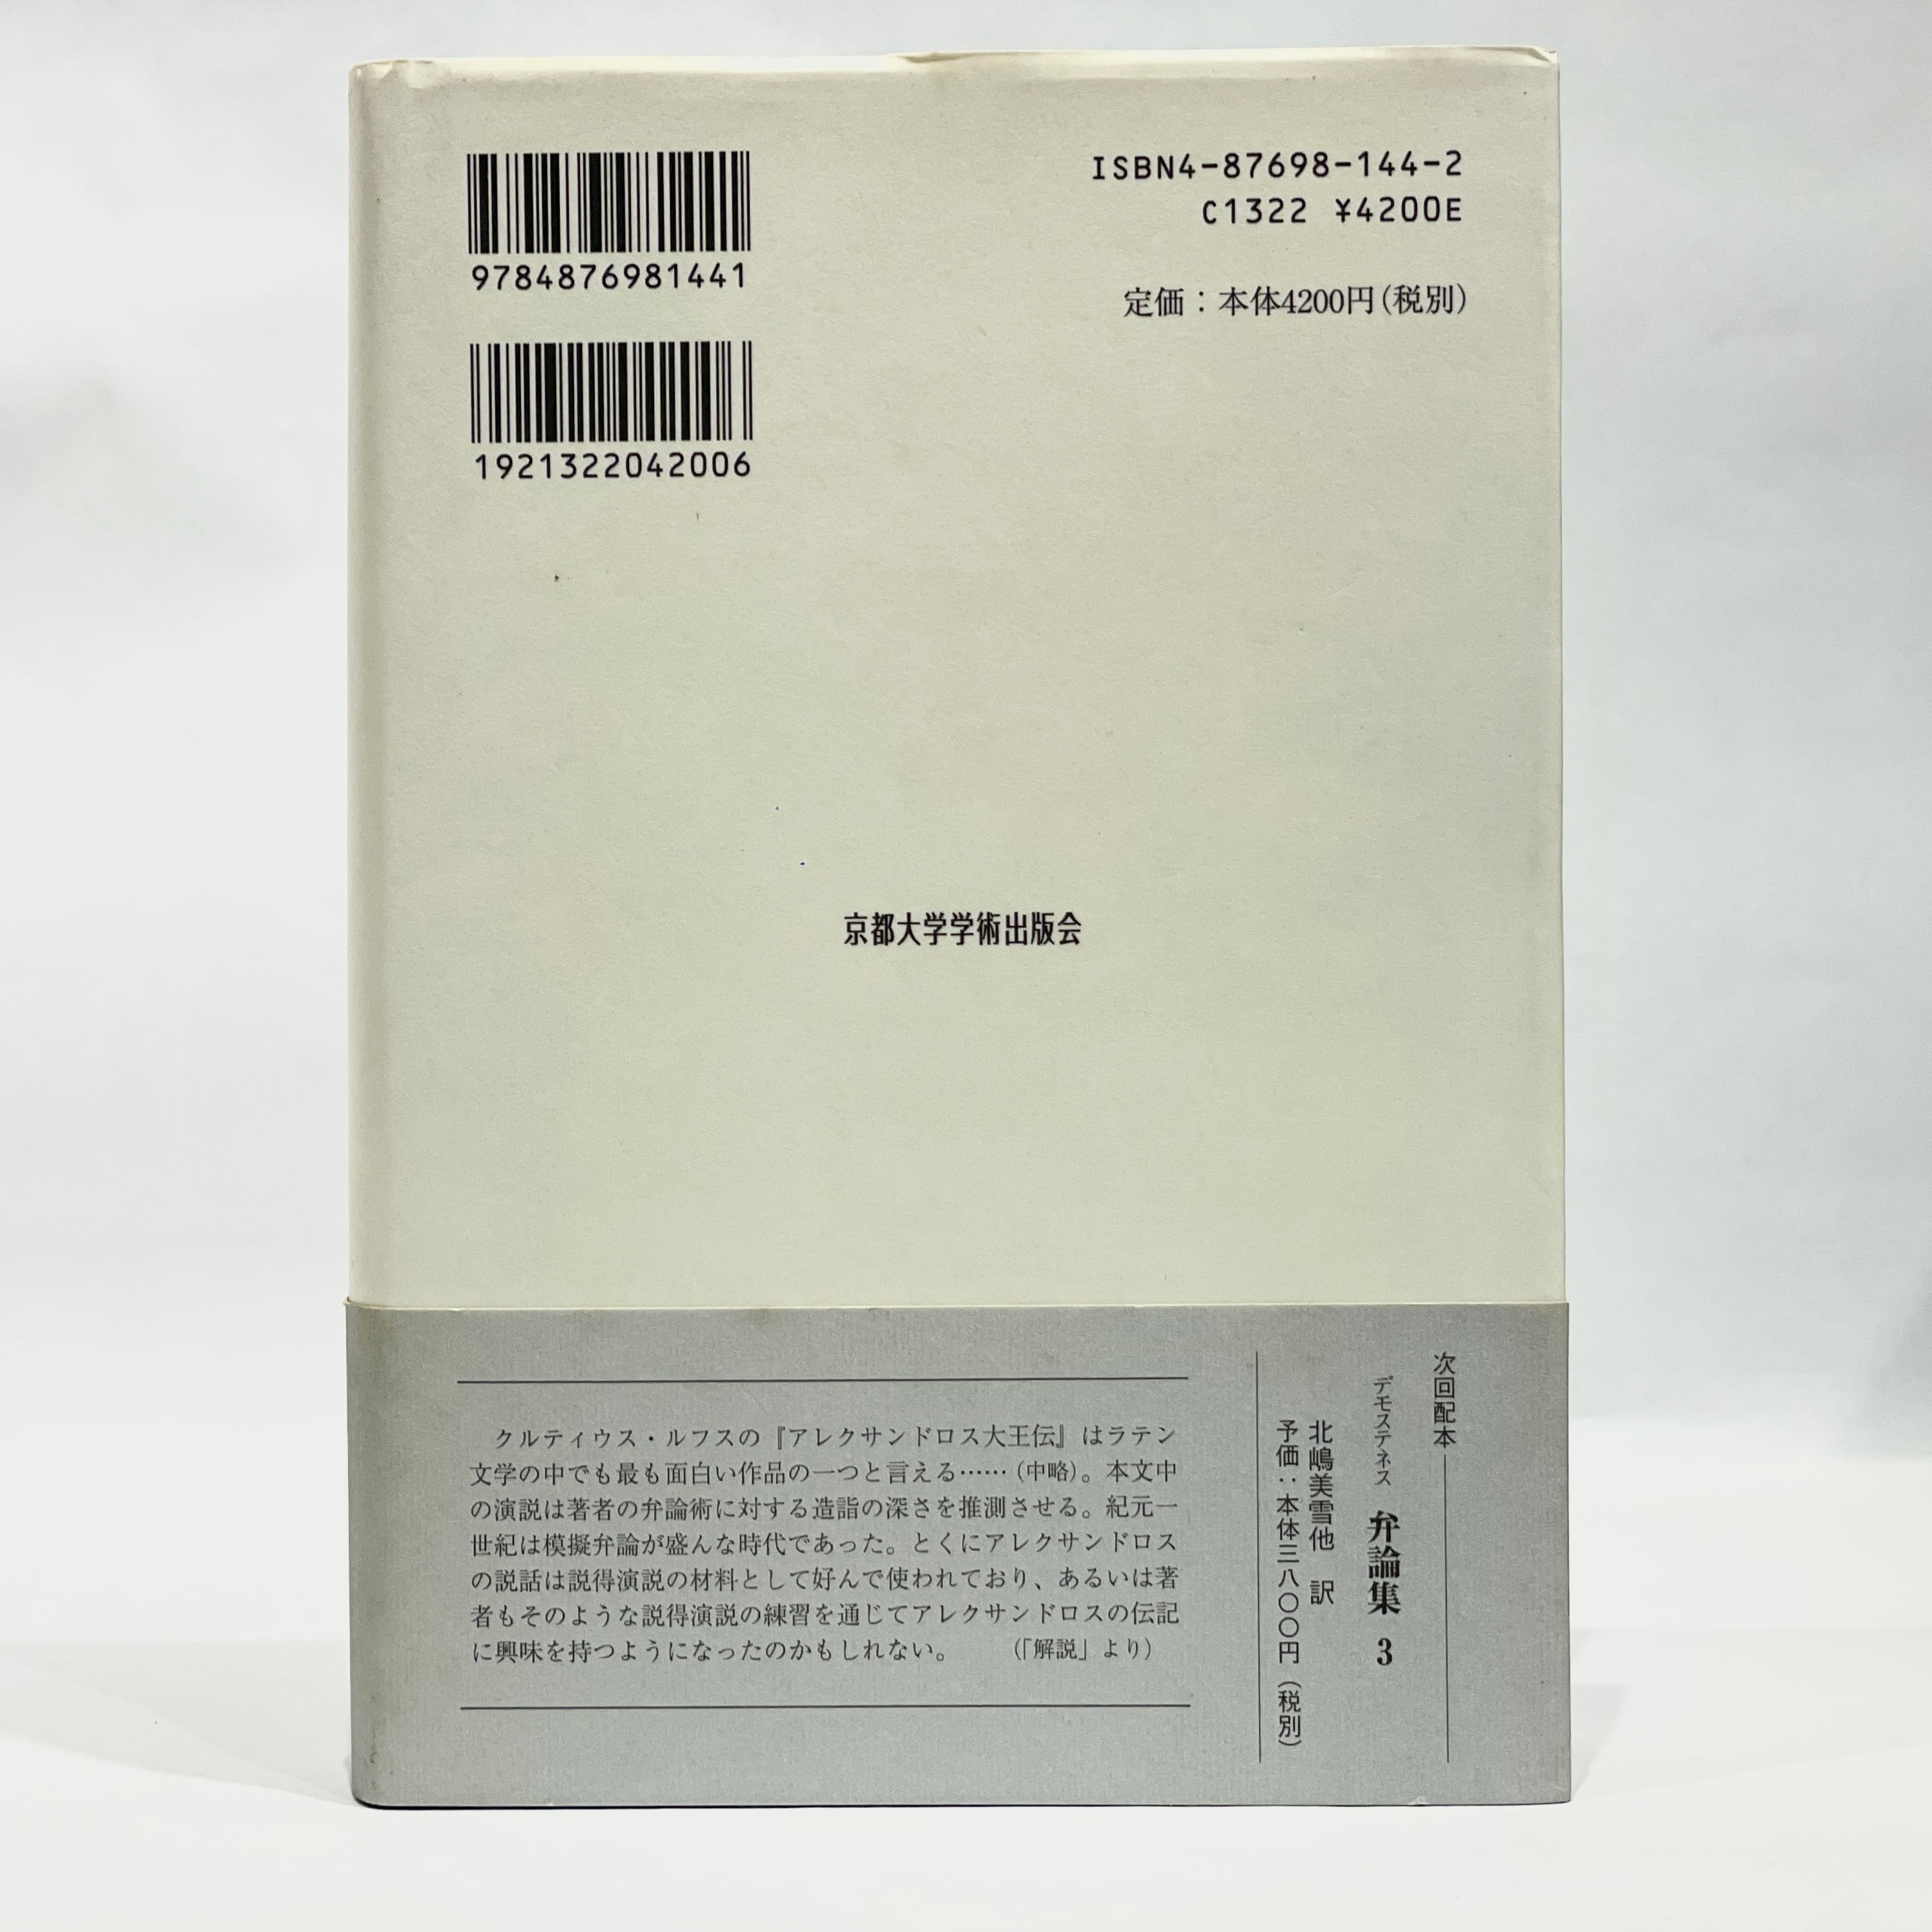 9784876981441
1921322042006
ISBN4-87698-144-2
C1322 ¥4200E
定価：本体4200円（税別）
京都大学学術出版会
クルティウス・ルフスの『アレクサンドロス大王伝』はラテン
文学の中でも最も面白い作品の一つと言える……（中略）。本文中
の演説は著者の弁論術に対する造詣の深さを推測させる。紀元一
世紀は模擬弁論が盛んな時代であった。とくにアレクサンドロス
の説話は説得演説の材料として好んで使われており、あるいは著
者もそのような説得演説の練習を通じてアレクサンドロスの伝記
に興味を持つようになったのかもしれない。　（「解説」より）
次回配本
デモステネス 弁論集 3
北嶋美雪他 訳
予価：本体三八〇〇円（税別）